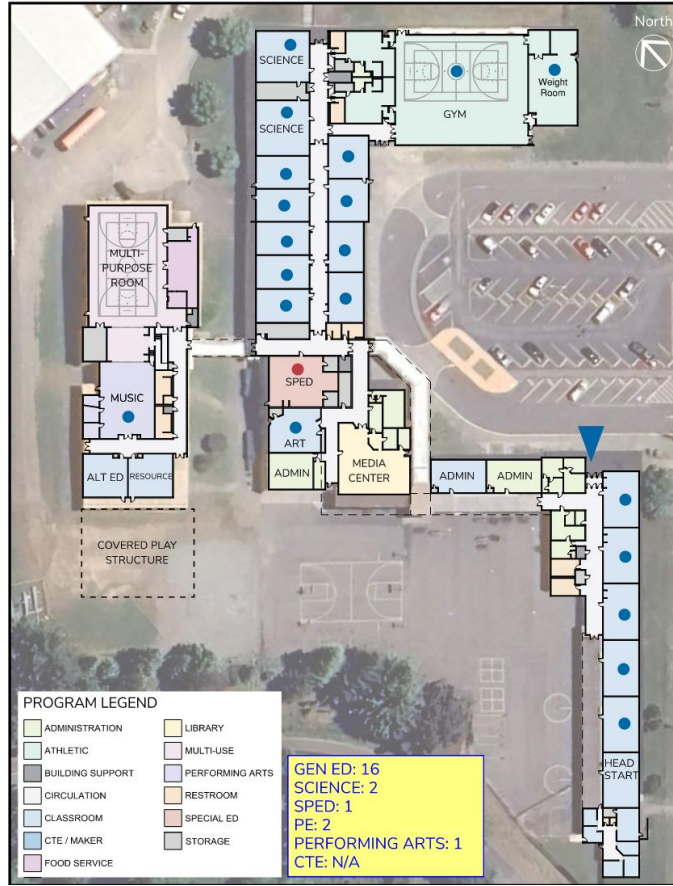 North
SCIENCE
SCIENCE
GYM
Weight
Room
MULTI-
PURPOSE
ROOM
MUSIC
SPED
ART
ADMIN
MEDIA
CENTER
ALT ED
RESOURCE
ADMIN
ADMIN
COVERED PLAY
STRUCTURE
HEAD
START
PROGRAM LEGEND
ADMINISTRATION
ATHLETIC
BUILDING SUPPORT
CIRCULATION
CLASSROOM
CTE / MAKER
FOOD SERVICE
LIBRARY
MULTI-USE
PERFORMING ARTS
RESTROOM
SPECIAL ED
STORAGE
GEN ED: 16
SCIENCE: 2
SPED: 1
PE: 2
PERFORMING ARTS: 1
CTE: N/A